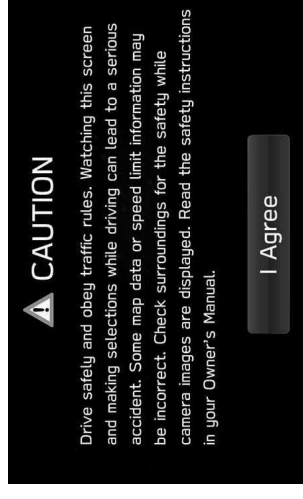 CAUTION
Drive safely and obey traffic rules. Watching this screen
and making selections while driving can lead to a serious
accident. Some map data or speed limit information may
be incorrect. Check surroundings for the safety while
camera images are displayed. Read the safety instructions
in your Owner's Manual.
I Agree